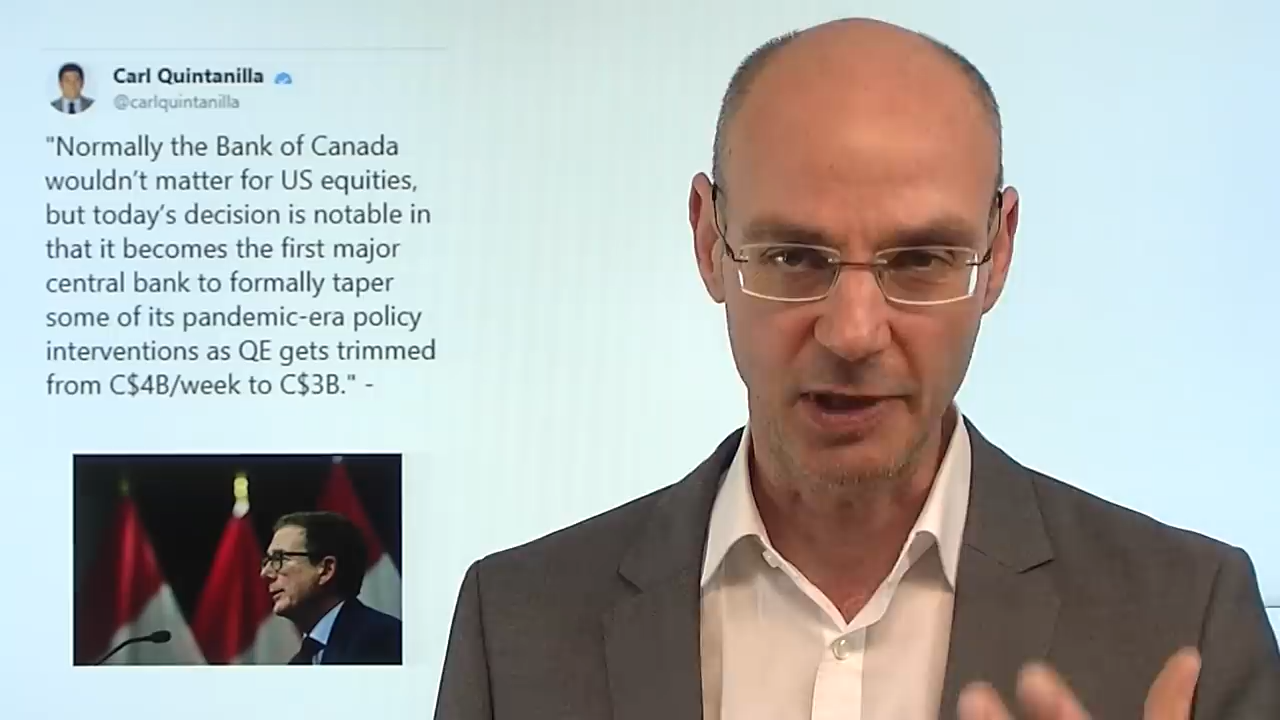 Carl Quintanilla
@carlquintanilla
"Normally the Bank of Canada
wouldn't matter for US equities,
but today's decision is notable in
that it becomes the first major
central bank to formally taper
some of its pandemic-era policy
interventions as QE gets trimmed
from C$4B/week to C$3B." -